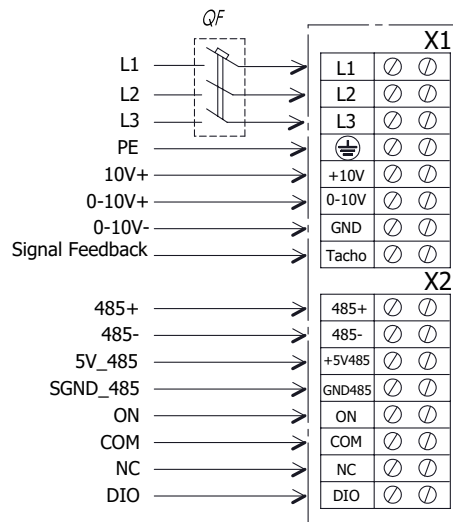 QF
X1
L1 L1
L2 L2
L3 L3
PE
10V+ +10V
0-10V+ 0-10V
0-10V- GND
Signal Feedback Tacho
X2
485+ 485+
485- 485-
5V_485 +5V485
SGND_485 GND485
ON ON
COM COM
NC NC
DIO DIO